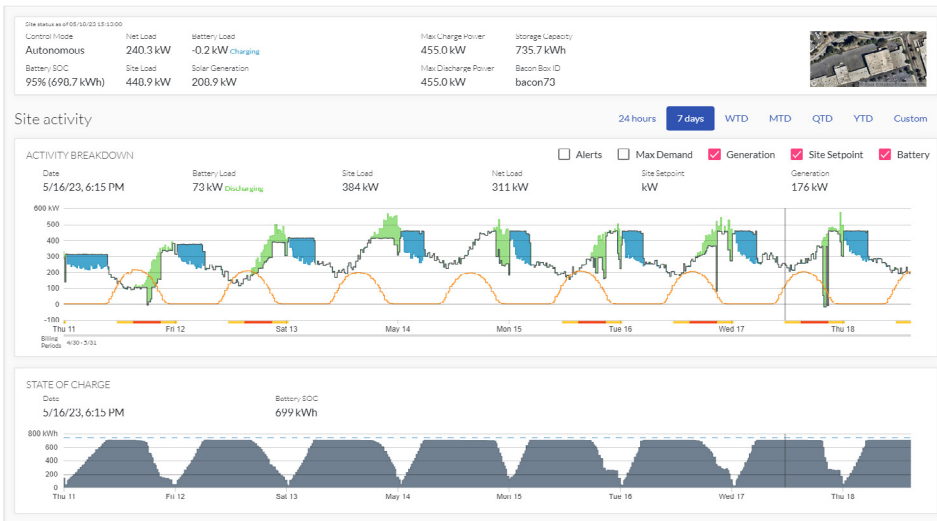 Site status as of 05/18/23 15:13:00
Control Mode Net Load Battery Load Max Charge Power Storage Capacity
Autonomous 240.3 kW -0.2 kW Charging 455.0 kW 735.7 kWh
Battery SOC Site Load Solar Generation Max Discharge Power Bacon Box ID
95% (698.7 kWh) 448.9 kW 208.9 kW 455.0 kW bacon73
Site activity 24 hours 7 days WTD MTD QTD YTD Custom
ACTIVITY BREAKDOWN Alerts Max Demand Generation Site Setpoint Battery
Date Battery Load Site Load Net Load Site Setpoint Generation
5/16/23, 6:15 PM 73 kW Discharging 384 kW 311 kW kW 176 kW
600 kW
500
400
300
200
100
0
-100
Thu 11 Fri 12 Sat 13 May 14 Mon 15 Tue 16 Wed 17 Thu 18
Billing Periods 4/30 - 5/31
STATE OF CHARGE
Date Battery SOC
5/16/23, 6:15 PM 699 kWh
800 kWh
600
400
200
0
Thu 11 Fri 12 Sat 13 May 14 Mon 15 Tue 16 Wed 17 Thu 18